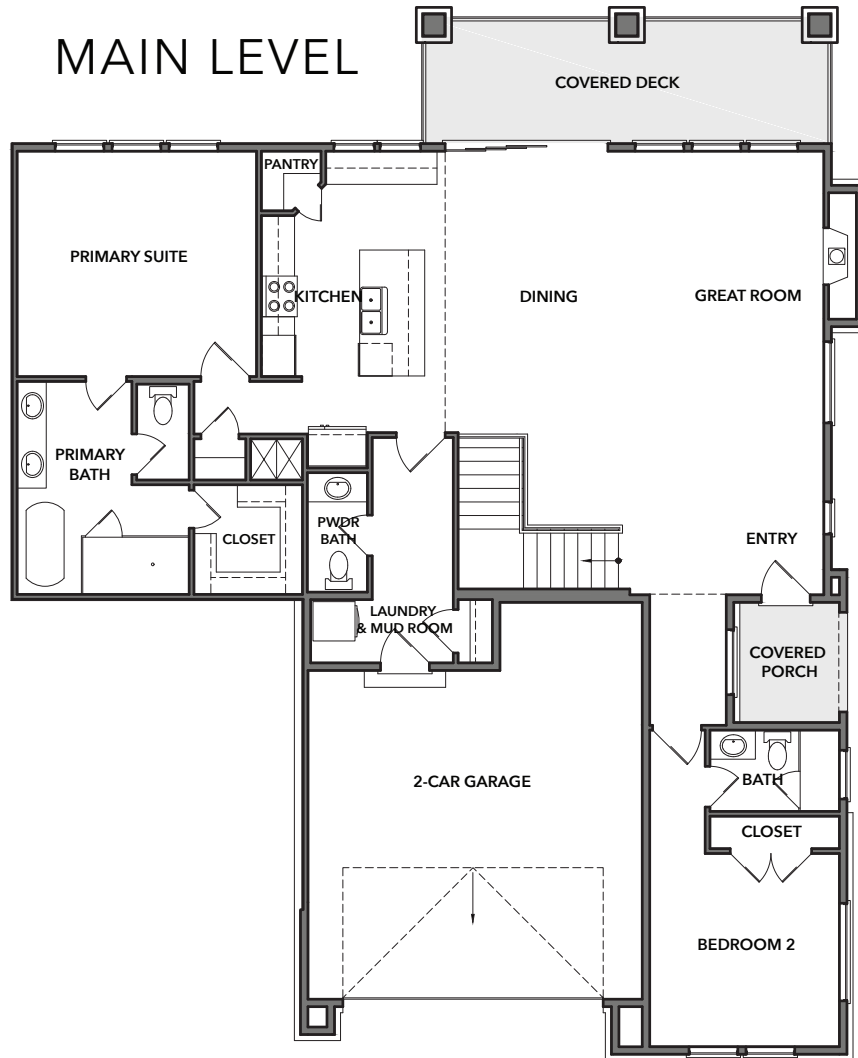 MAIN LEVEL
COVERED DECK
PANTRY
PRIMARY SUITE
KITCHEN
DINING
GREAT ROOM
PRIMARY
BATH
CLOSET
PWDR
BATH
ENTRY
LAUNDRY
& MUD ROOM
COVERED
PORCH
2-CAR GARAGE
BATH
CLOSET
BEDROOM 2